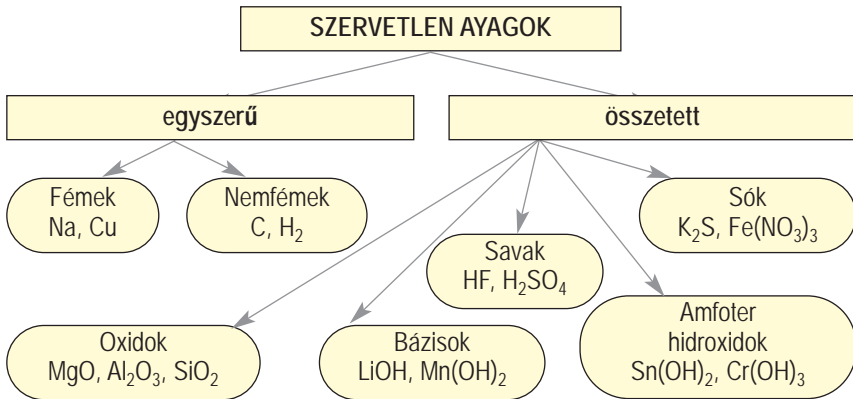 SZERVETLEN AYAGOK
egyszerű
összetett
Fémek
Na, Cu
Nemfémek
C, H₂
Sók
K₂S, Fe(NO₃)₃
Savak
HF, H₂SO₄
Oxidok
MgO, Al₂O₃, SiO₂
Bázisok
LiOH, Mn(OH)₂
Amfoter
hidroxidok
Sn(OH)₂, Cr(OH)₃